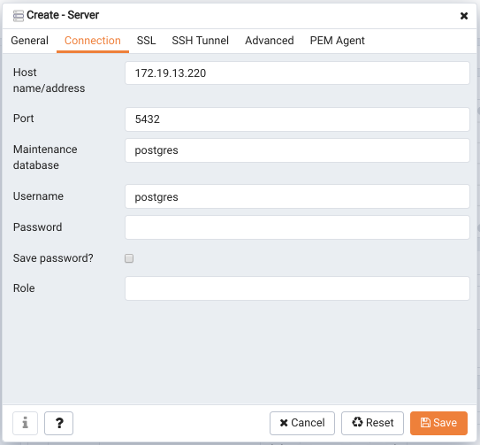 Create - Server
General Connection SSL SSH Tunnel Advanced PEM Agent
Host
name/address
172.19.13.220
Port
5432
Maintenance
database
postgres
Username
postgres
Password
Save password?
Role
i ? Cancel Reset Save